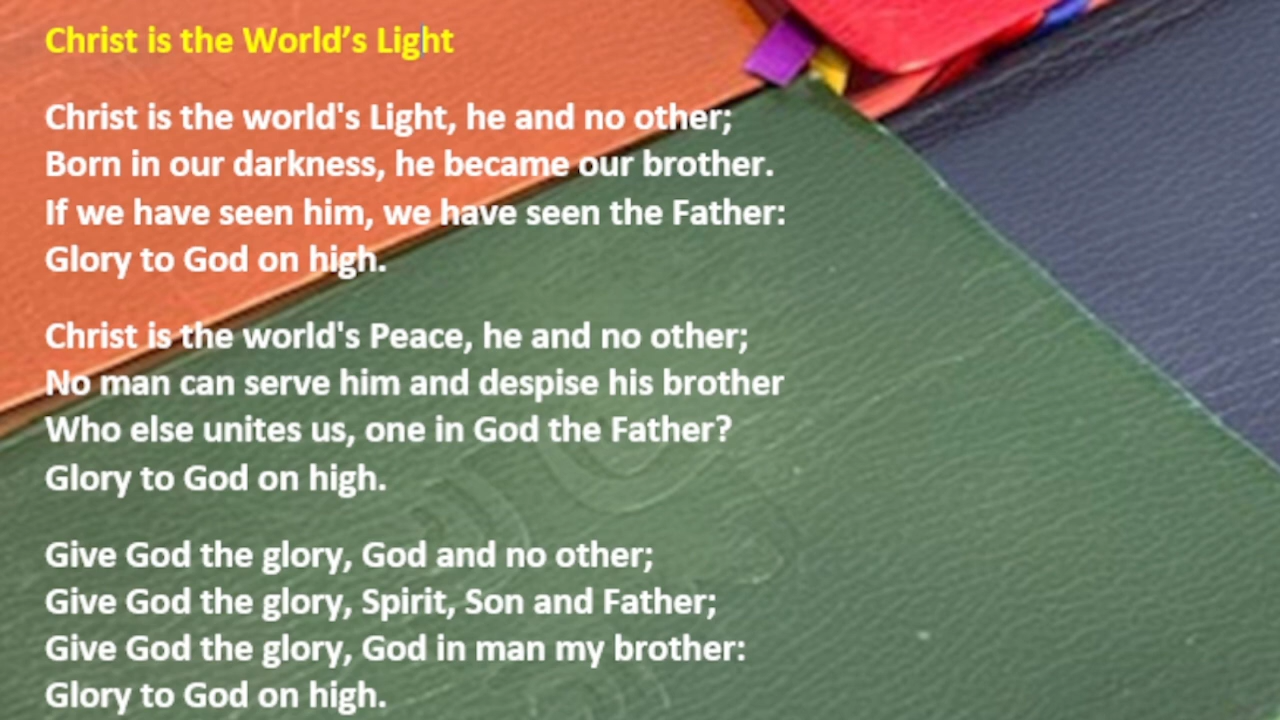 Christ is the World’s Light
Christ is the world's Light, he and no other;
Born in our darkness, he became our brother.
If we have seen him, we have seen the Father:
Glory to God on high.
Christ is the world's Peace, he and no other;
No man can serve him and despise his brother
Who else unites us, one in God the Father?
Glory to God on high.
Give God the glory, God and no other;
Give God the glory, Spirit, Son and Father;
Give God the glory, God in man my brother:
Glory to God on high.